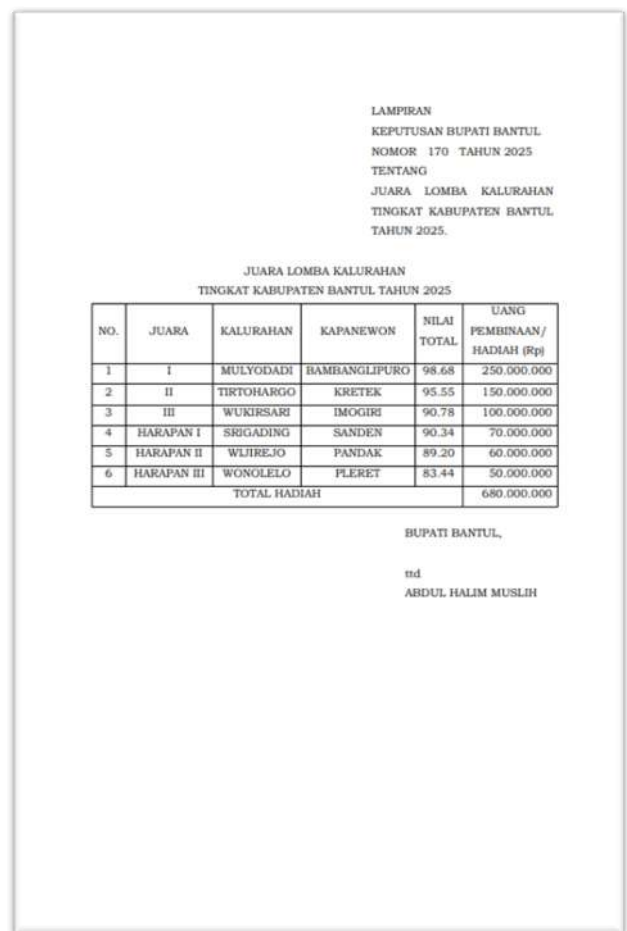 LAMPIRAN
KEPUTUSAN BUPATI BANTUL
NOMOR 170 TAHUN 2025
TENTANG
JUARA LOMBA KALURAHAN
TINGKAT KABUPATEN BANTUL
TAHUN 2025.
JUARA LOMBA KALURAHAN
TINGKAT KABUPATEN BANTUL TAHUN 2025
NO. JUARA KALURAHAN KAPANEWON NILAI TOTAL UANG PEMBINAAN/ HADIAH (Rp)
1 I MULYODADI BAMBANGLIPURO 98.68 250.000.000
2 II TIRTOHARGO KRETEK 95.55 150.000.000
3 III WUKIRSARI IMOGIRI 90.78 100.000.000
4 HARAPAN I SRIGADING SANDEN 90.34 70.000.000
5 HARAPAN II WIJIREJO PANDAK 89.20 60.000.000
6 HARAPAN III WONOLELO PLERET 83.44 50.000.000
TOTAL HADIAH 680.000.000
BUPATI BANTUL,
ttd
ABDUL HALIM MUSLIH